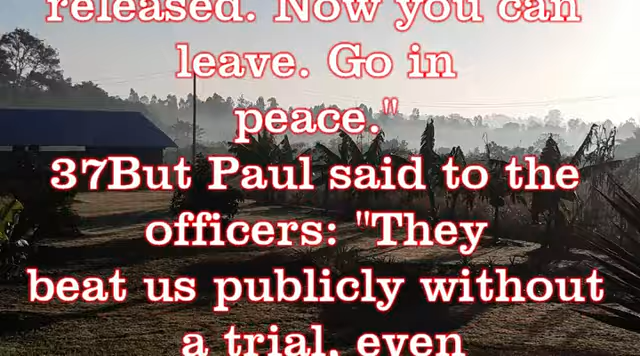 released. Now you can
leave. Go in
peace."
37But Paul said to the
officers: "They
beat us publicly without
a trial, even